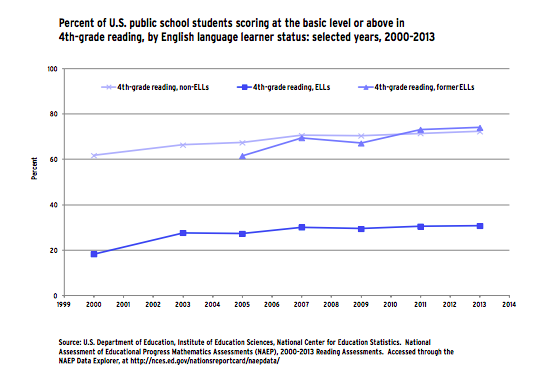 Percent of U.S. public school students scoring at the basic level or above in
4th-grade reading, by English language learner status: selected years, 2000-2013
100
4th-grade reading, non-ELLs 4th-grade reading, ELLs 4th-grade reading, former ELLs
80
60
Percent
40
20
0
1999 2000 2002 2003 2003 2004 2005 2006 2007 2008 2009 2010 2011 2012 2013 2014
Source: U.S. Department of Education, Institute of Education Sciences, National Center for Education Statistics. National
Assessment of Educational Progress Mathematics Assessments (NAEP), 2000-2013 Reading Assessments. Accessed through the
NAEP Data Explorer, at http://nces.ed.gov/nationsreportcard/naepdata/